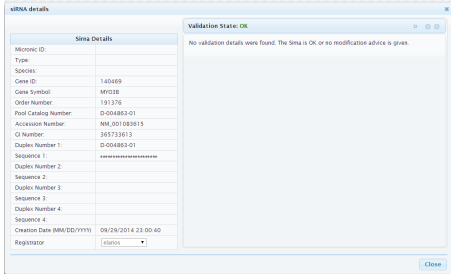 siRNA details
Validation State: OK
No validation details were found. The Sirna is OK or no modification advice is given.
Sirna Details
Micronic ID:
Type:
Species:
Gene ID: 140469
Gene Symbol: MYO3B
Order Number: 191376
Pool Catalog Number: D-004863-01
Accession Number: NM_001083615
GI Number: 365733613
Duplex Number 1: D-004863-01
Sequence 1:
Duplex Number 2:
Sequence 2:
Duplex Number 3:
Sequence 3:
Duplex Number 4:
Sequence 4:
Creation Date (MM/DD/YYYY) 09/29/2014 23:00:40
Registrator elarios
Close